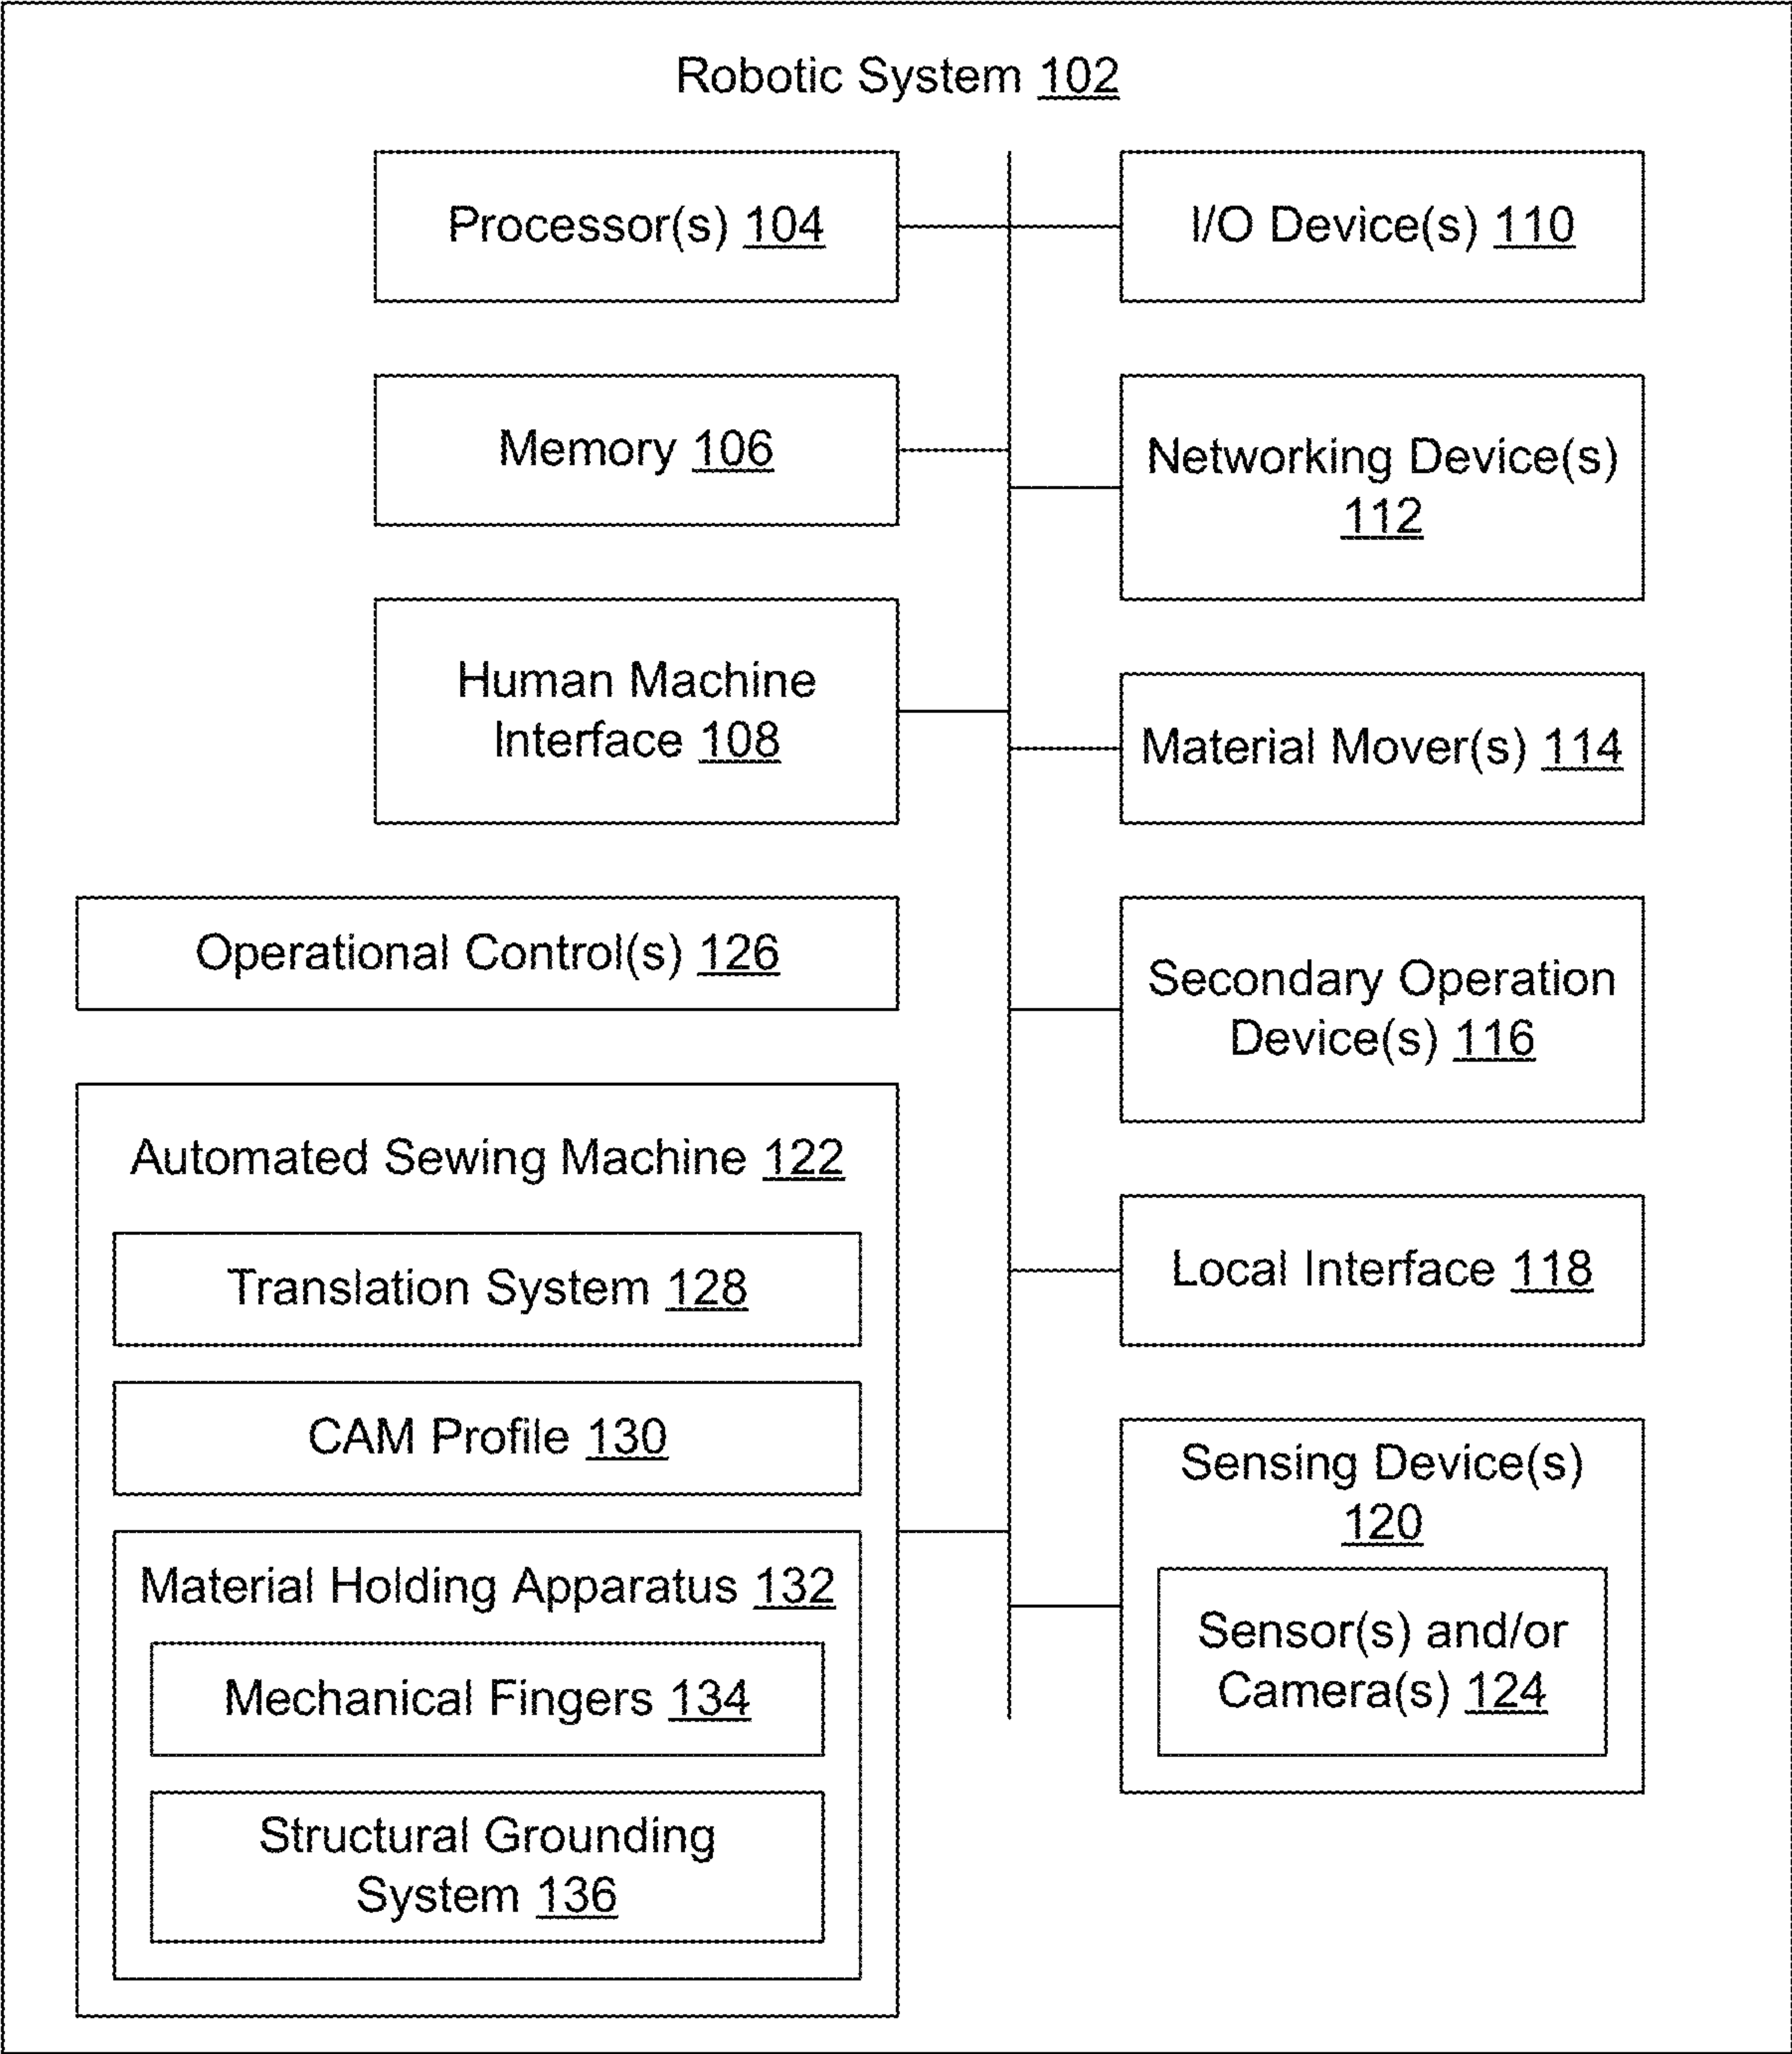 Robotic System 102
Processor(s) 104
I/O Device(s) 110
Memory 106
Networking Device(s)
112
Human Machine
Interface 108
Material Mover(s) 114
Operational Control(s) 126
Secondary Operation
Device(s) 116
Automated Sewing Machine 122
Translation System 128
Local Interface 118
CAM Profile 130
Sensing Device(s)
120
Material Holding Apparatus 132
Sensor(s) and/or
Camera(s) 124
Mechanical Fingers 134
Structural Grounding
System 136